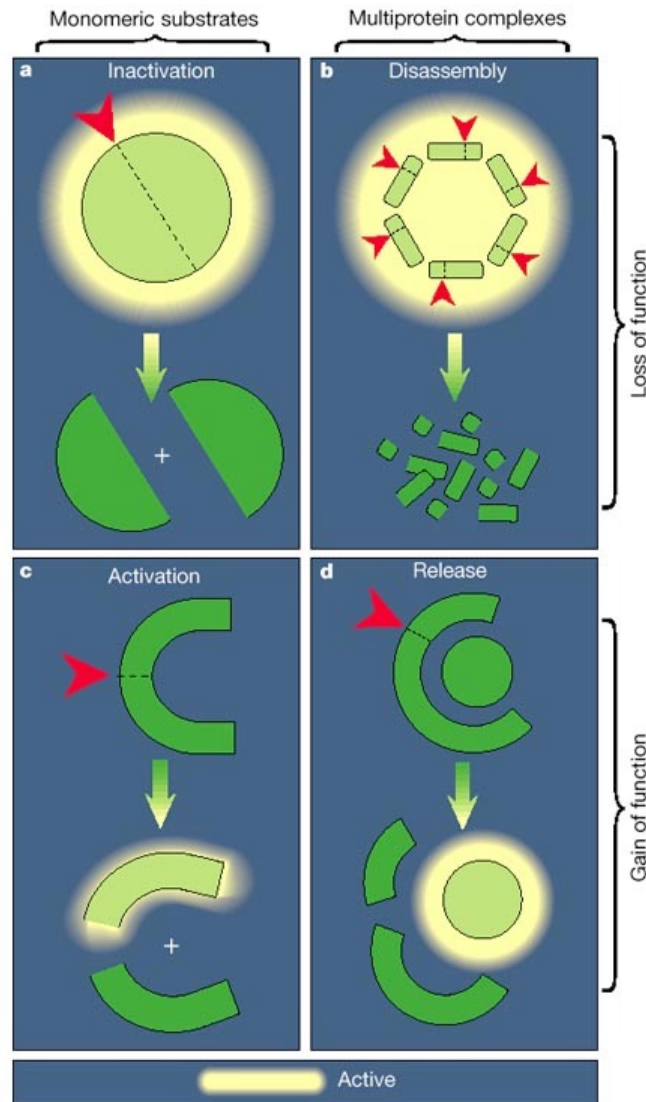 Monomeric substrates
Multiprotein complexes
a
Inactivation
b
Disassembly
Loss of function
+
c
Activation
d
Release
Gain of function
+
Active